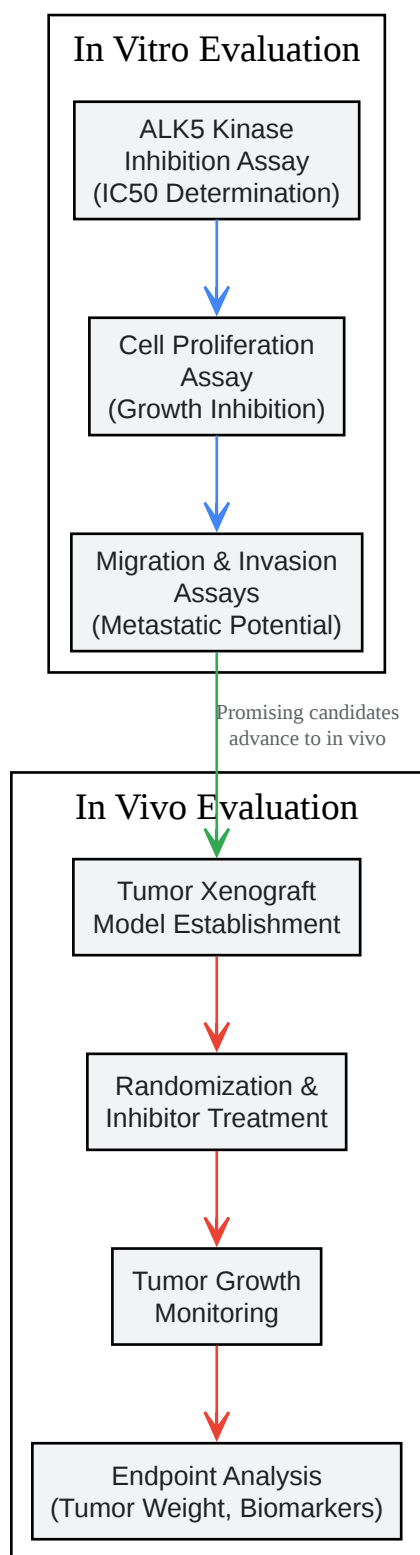 In Vitro Evaluation
ALK5 Kinase
Inhibition Assay
(IC50 Determination)
Cell Proliferation
Assay
(Growth Inhibition)
Migration & Invasion
Assays
(Metastatic Potential)
Promising candidates
advance to in vivo
In Vivo Evaluation
Tumor Xenograft
Model Establishment
Randomization &
Inhibitor Treatment
Tumor Growth
Monitoring
Endpoint Analysis
(Tumor Weight, Biomarkers)